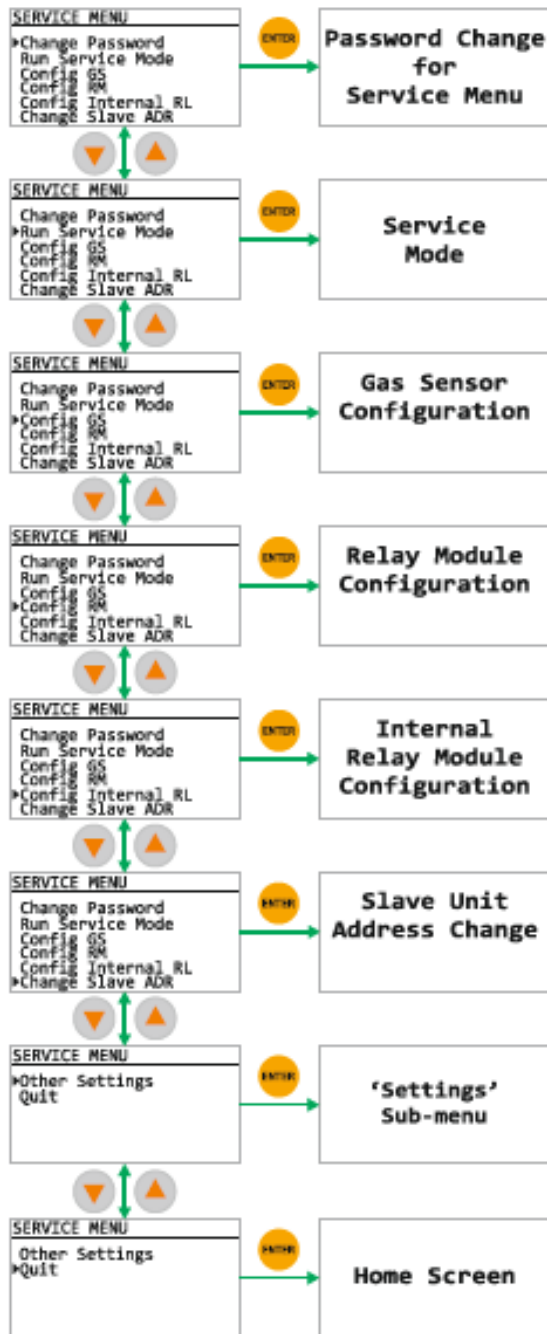 SERVICE MENU
▸Change Password
Run Service Mode
Config GS
Config RM
Config Internal RL
Change Slave ADR
ENTER
Password Change
for
Service Menu
SERVICE MENU
Change Password
▸Run Service Mode
Config GS
Config RM
Config Internal RL
Change Slave ADR
ENTER
Service
Mode
SERVICE MENU
Change Password
Run Service Mode
▸Config GS
Config RM
Config Internal RL
Change Slave ADR
ENTER
Gas Sensor
Configuration
SERVICE MENU
Change Password
Run Service Mode
Config GS
▸Config RM
Config Internal RL
Change Slave ADR
ENTER
Relay Module
Configuration
SERVICE MENU
Change Password
Run Service Mode
Config GS
Config RM
▸Config Internal RL
Change Slave ADR
ENTER
Internal
Relay Module
Configuration
SERVICE MENU
Change Password
Run Service Mode
Config GS
Config RM
Config Internal RL
▸Change Slave ADR
ENTER
Slave Unit
Address Change
SERVICE MENU
▸Other Settings
Quit
ENTER
‘Settings’
Sub-menu
SERVICE MENU
Other Settings
▸Quit
ENTER
Home Screen